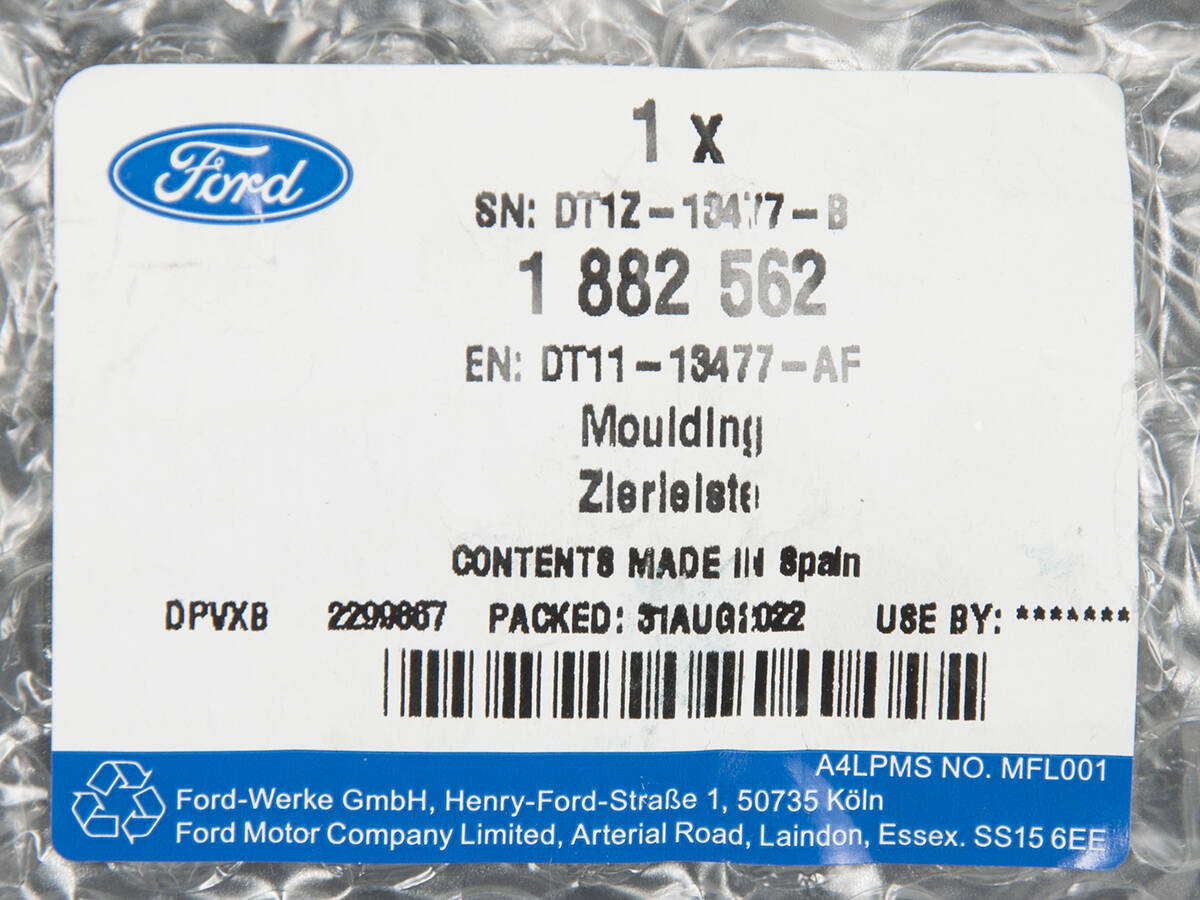 Ford
1 x
SN: DT1Z-13477-B
1 882 562
EN: DT11-13477-AF
Moulding
Zierleiste
CONTENTS MADE IN Spain
DPVXB 2299867 PACKED: 31AUG2022 USE BY: *******
A4LPMS NO. MFL001
Ford-Werke GmbH, Henry-Ford-Straße 1, 50735 Köln
Ford Motor Company Limited, Arterial Road, Laindon, Essex. SS15 6EE